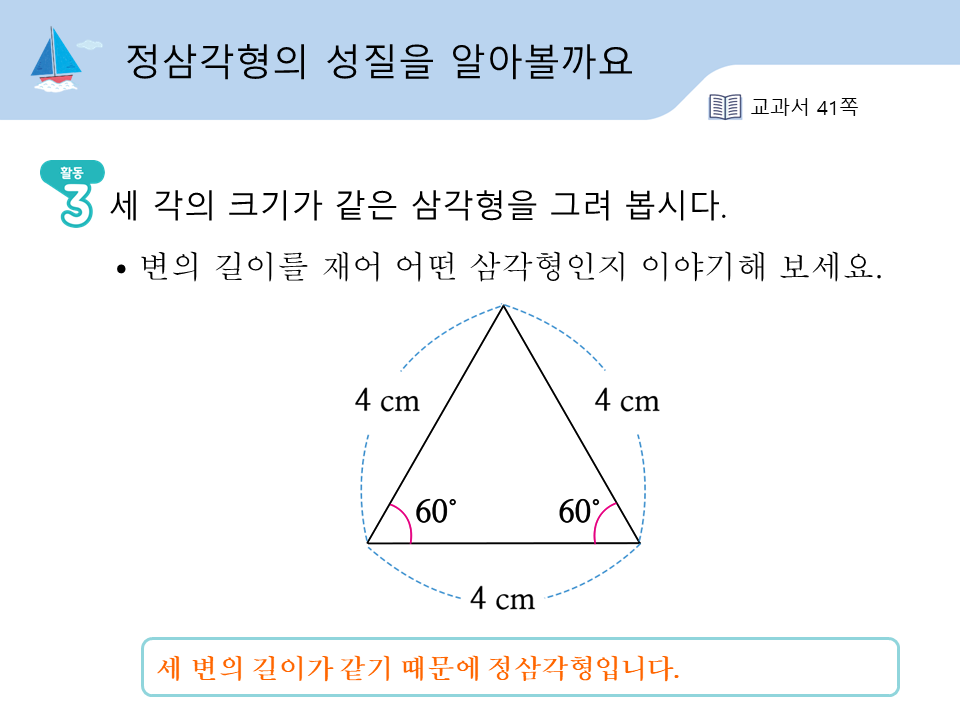 정삼각형의 성질을 알아볼까요
교과서 41쪽
활동
3 세 각의 크기가 같은 삼각형을 그려 봅시다.
• 변의 길이를 재어 어떤 삼각형인지 이야기해 보세요.
4 cm 4 cm
60° 60°
4 cm
세 변의 길이가 같기 때문에 정삼각형입니다.